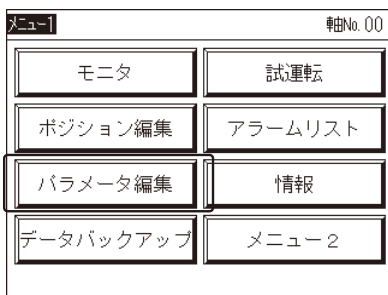 メニュー1 軸No. 00
モニタ 試運転
ポジション編集 アラームリスト
パラメータ編集 情報
データバックアップ メニュー2